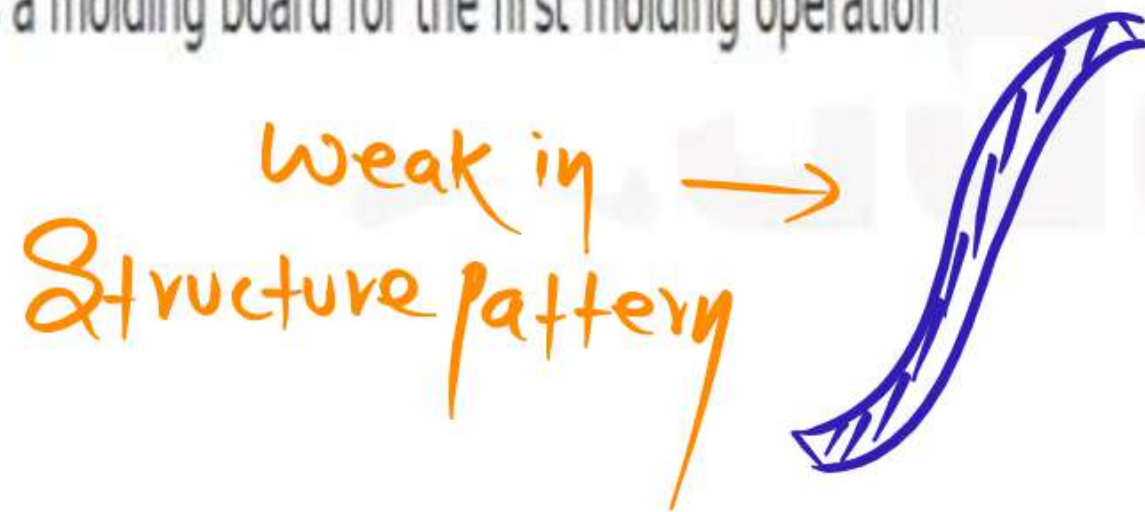 a molding board for the first molding operation
weak in
Structure pattern